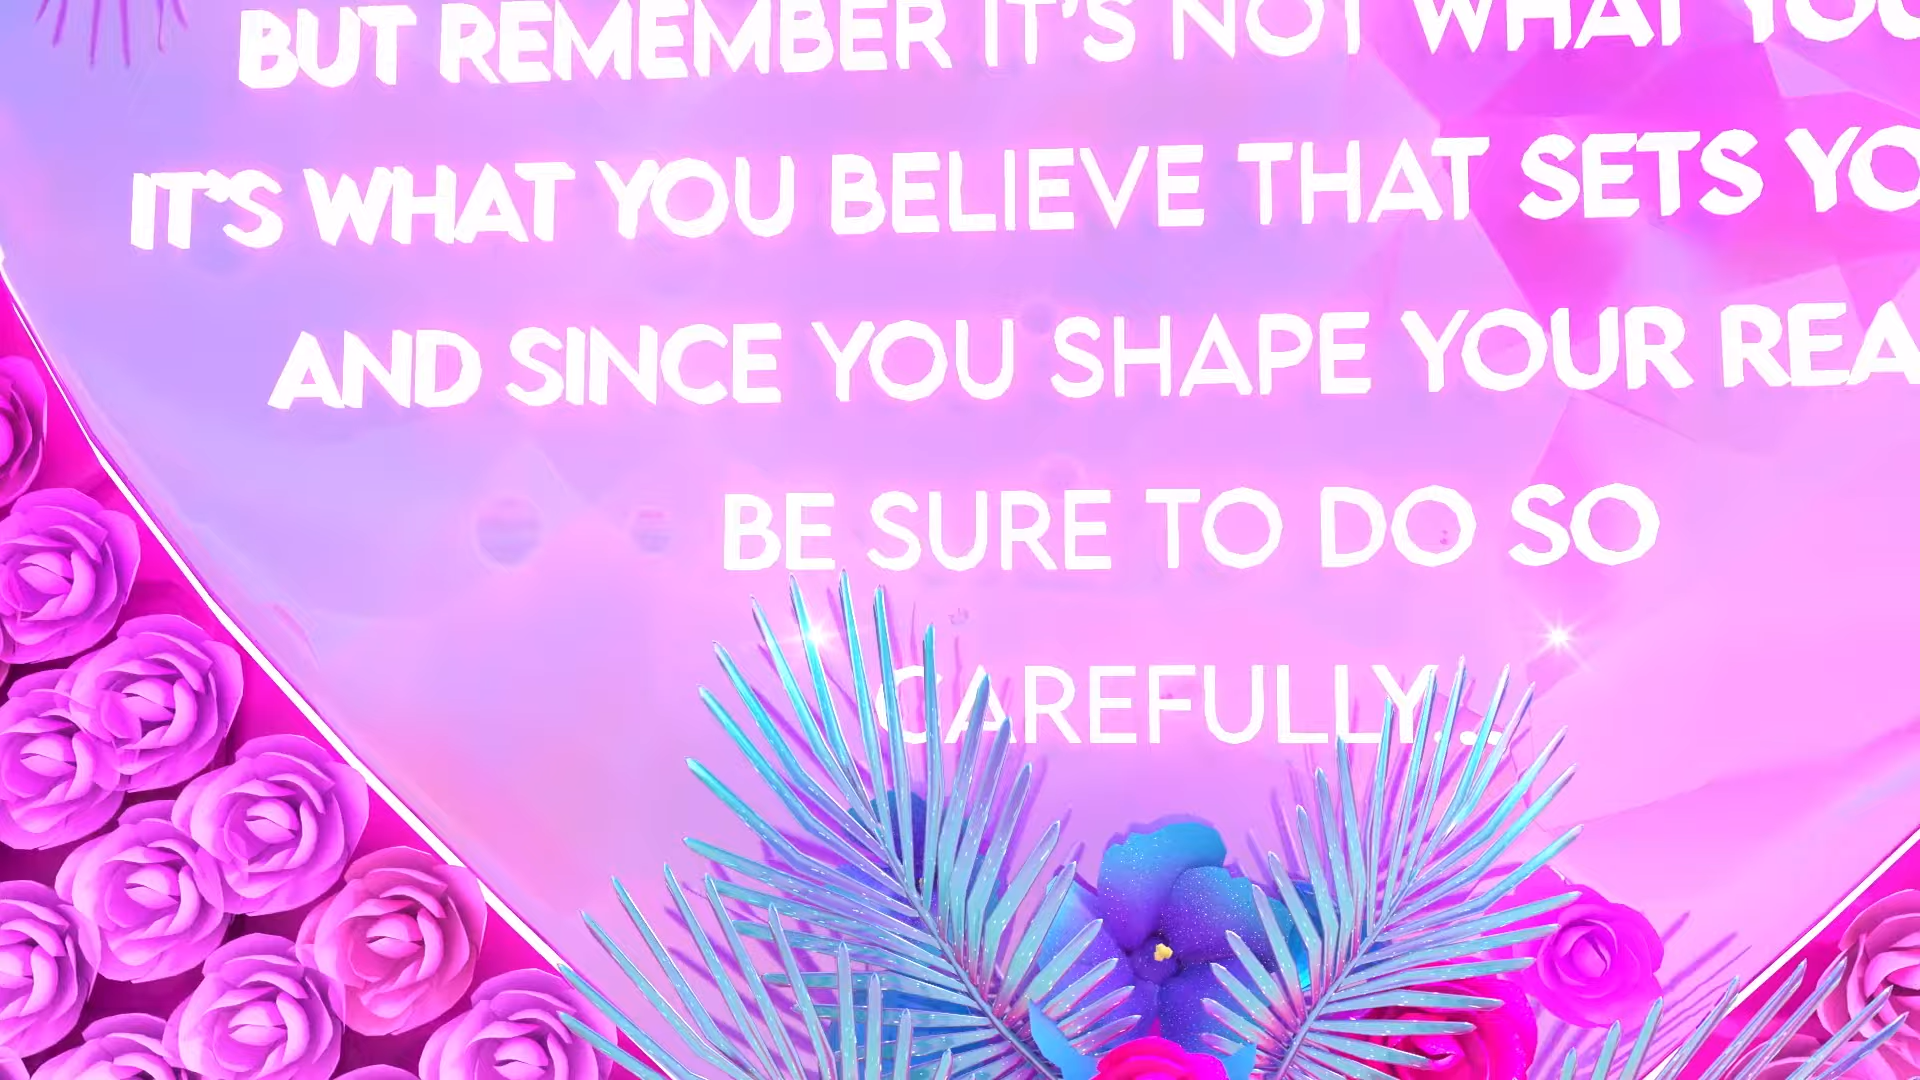 BUT REMEMBER IT'S NOT WHAT YOU
IT'S WHAT YOU BELIEVE THAT SETS
AND SINCE YOU SHAPE YOUR
BE SURE TO DO SO
CAREFULLY...